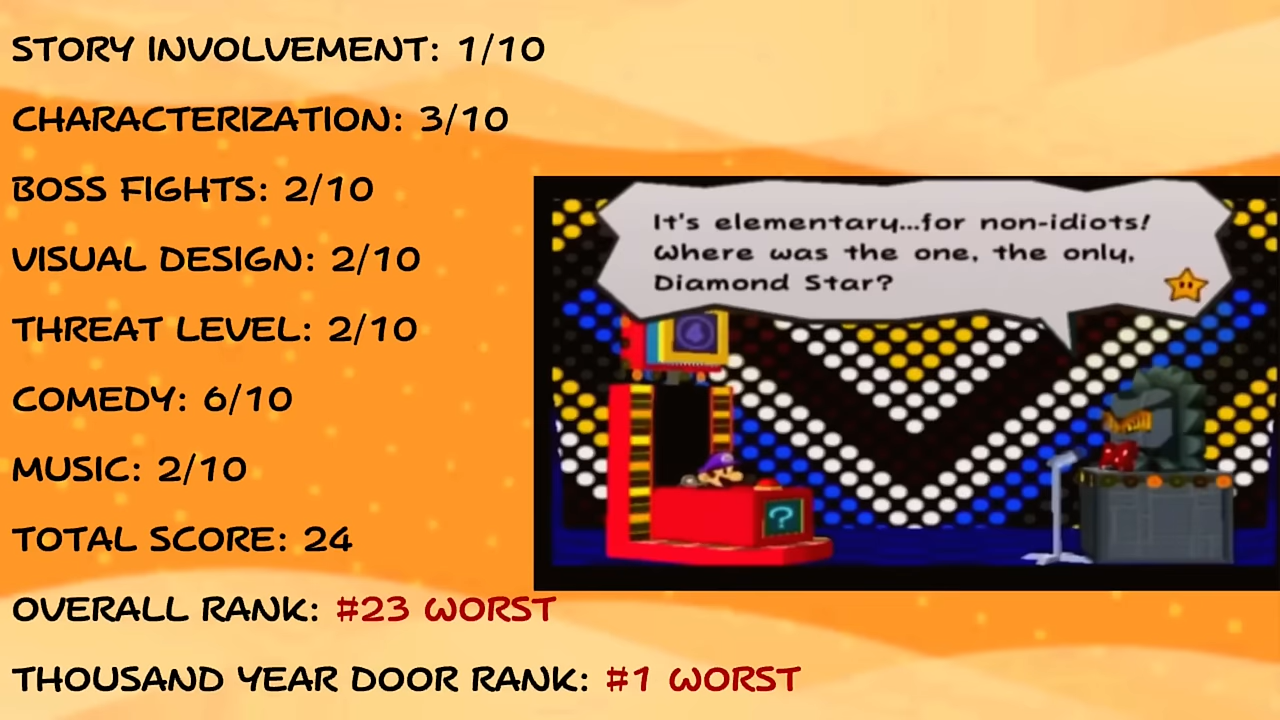 STORY INVOLVEMENT: 1/10
CHARACTERIZATION: 3/10
BOSS FIGHTS: 2/10
VISUAL DESIGN: 2/10
THREAT LEVEL: 2/10
COMEDY: 6/10
MUSIC: 2/10
TOTAL SCORE: 24
OVERALL RANK: #23 WORST
THOUSAND YEAR DOOR RANK: #1 WORST
It's elementary...for non-idiots!
Where was the one, the only,
Diamond Star?
4
?